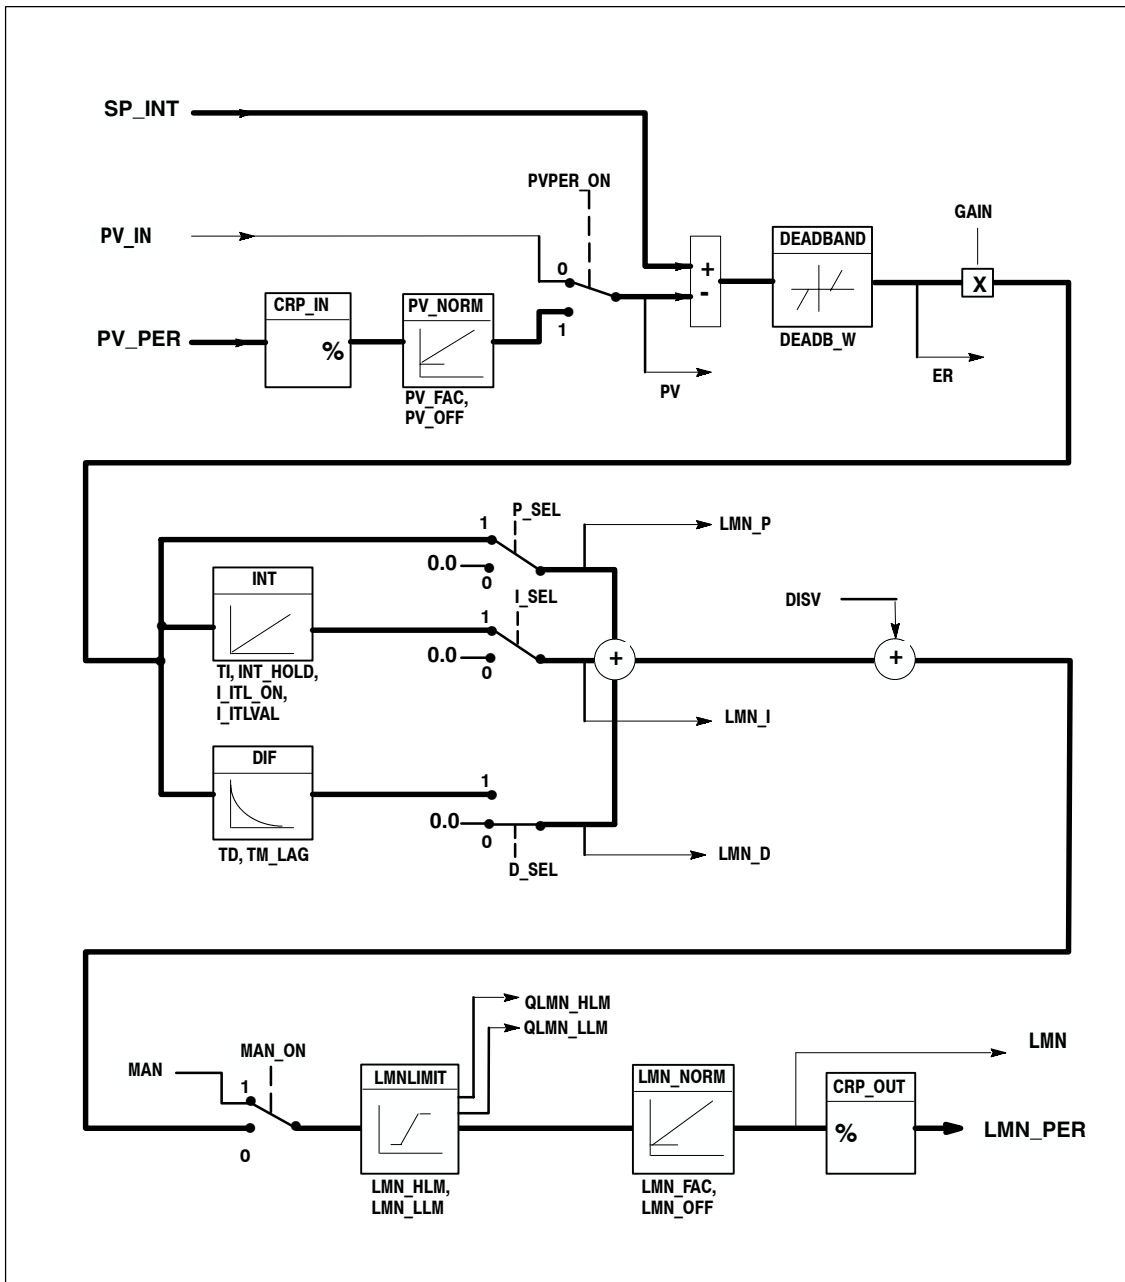 SP_INT
PVPER_ON
GAIN
PV_IN
DEADBAND
0
+
-
X
CRP_IN
PV_NORM
PV_PER
%
1
DEADB_W
ER
PV
PV_FAC,
PV_OFF
P_SEL
1
LMN_P
0.0
0
INT
I_SEL
DISV
1
0.0
0
+
+
TI, INT_HOLD,
I_ITL_ON,
I_ITLVAL
LMN_I
DIF
1
0.0
0
TD, TM_LAG
D_SEL
LMN_D
QLMN_HLM
QLMN_LLM
MAN_ON
MAN
LMN
1
LMNLIMIT
LMN_NORM
CRP_OUT
0
%
LMN_PER
LMN_HLM,
LMN_LLM
LMN_FAC,
LMN_OFF